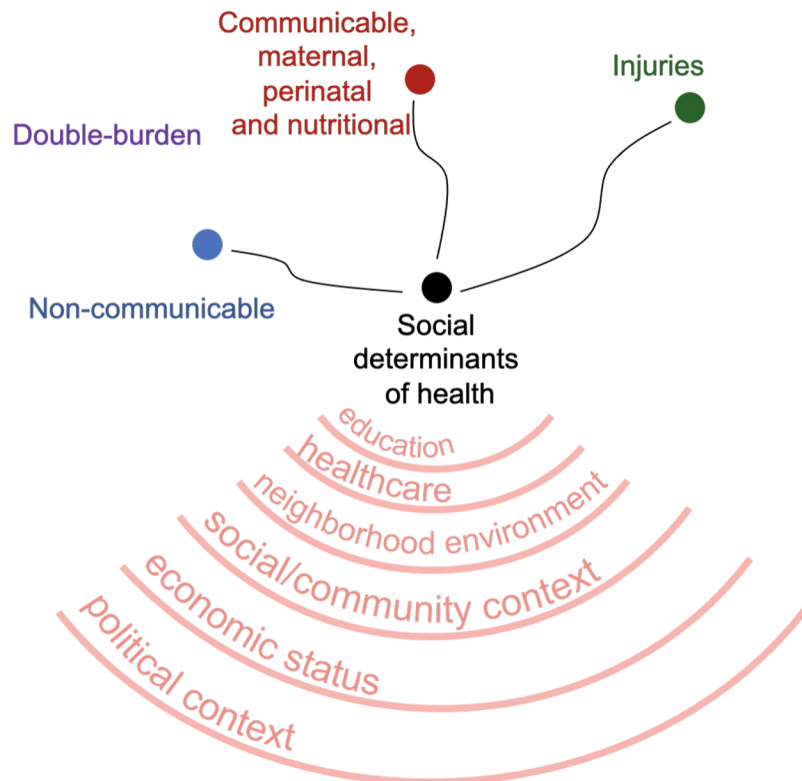 Communicable,
maternal,
perinatal
and nutritional
Injuries
Double-burden
Non-communicable
Social
determinants
of health
education
healthcare
neighborhood environment
social/community context
economic status
political context